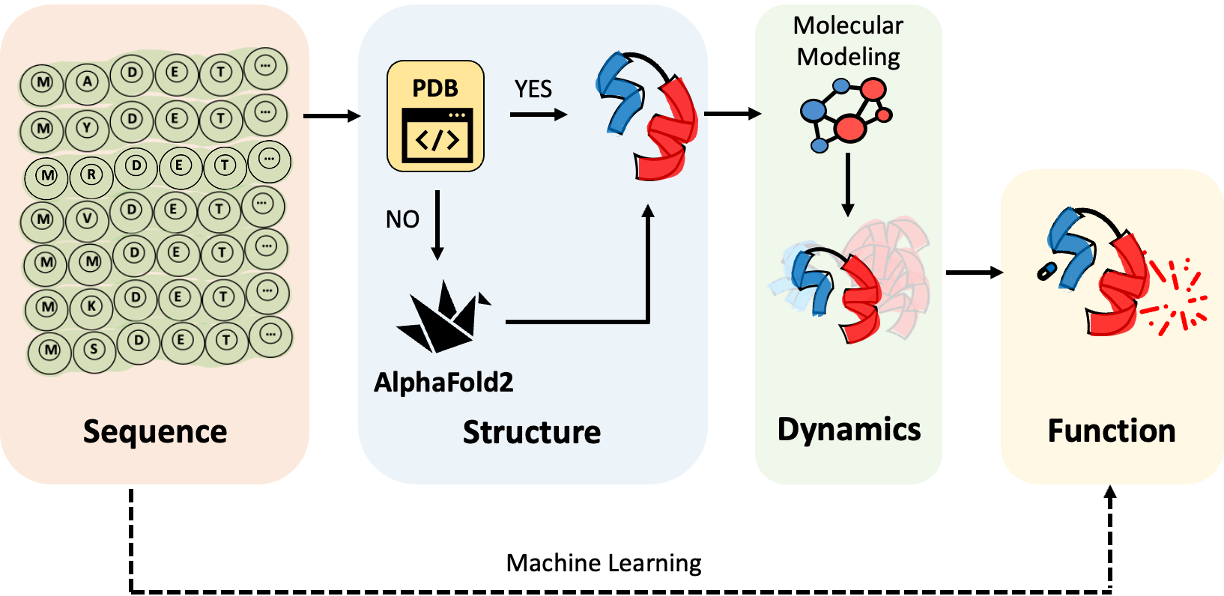 M A D E T ...
M Y D E T ...
M R D E T ...
M V D E T ...
M M D E T ...
M K D E T ...
M S D E T ...
Sequence
PDB
</>
YES
NO
AlphaFold2
Structure
Molecular
Modeling
Dynamics
Function
Machine Learning